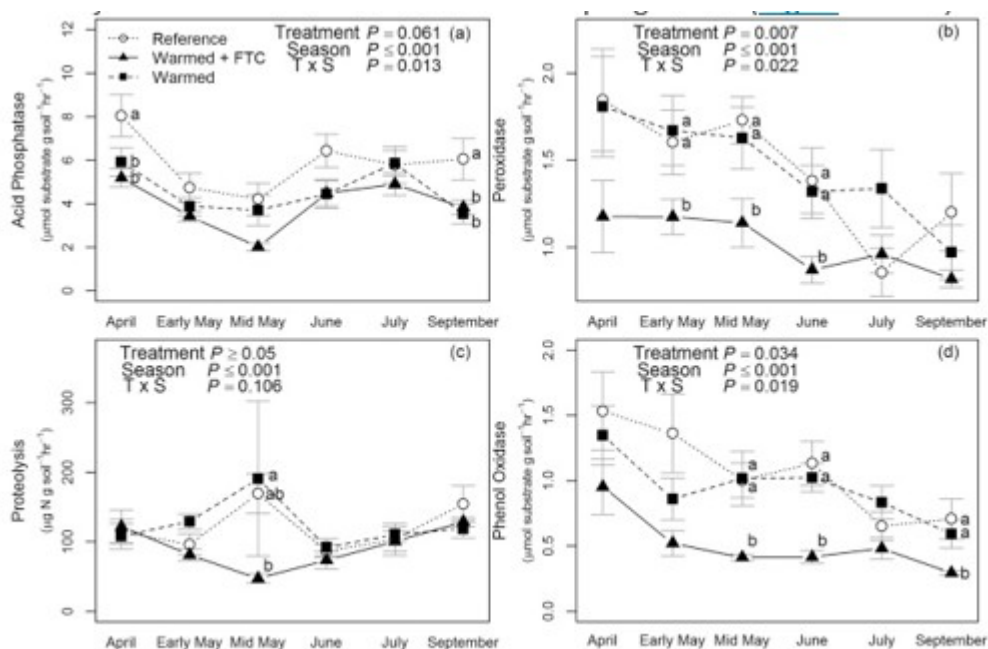 12
10
8
6
4
2
0
Acid Phosphatase
(μmol substrate g soil⁻¹hr⁻¹)
Reference
Warmed + FTC
Warmed
Treatment P = 0.061
Season P ≤ 0.001
T x S P = 0.013
(a)
a
b
b
a
b
b
April Early May Mid May June July September
2.0
1.5
1.0
Peroxidase
(μmol substrate g soil⁻¹hr⁻¹)
Treatment P = 0.007
Season P ≤ 0.001
T x S P = 0.022
(b)
a
a
b
a
a
b
a
a
b
April Early May Mid May June July September
300
200
100
0
Proteolysis
(μg N g soil⁻¹hr⁻¹)
Treatment P ≥ 0.05
Season P ≤ 0.001
T x S P = 0.106
(c)
a
ab
b
April Early May Mid May June July September
2.0
1.5
1.0
0.5
0.0
Phenol Oxidase
(μmol substrate g soil⁻¹hr⁻¹)
Treatment P = 0.034
Season P ≤ 0.001
T x S P = 0.019
(d)
a
a
b
a
a
b
a
a
b
April Early May Mid May June July September